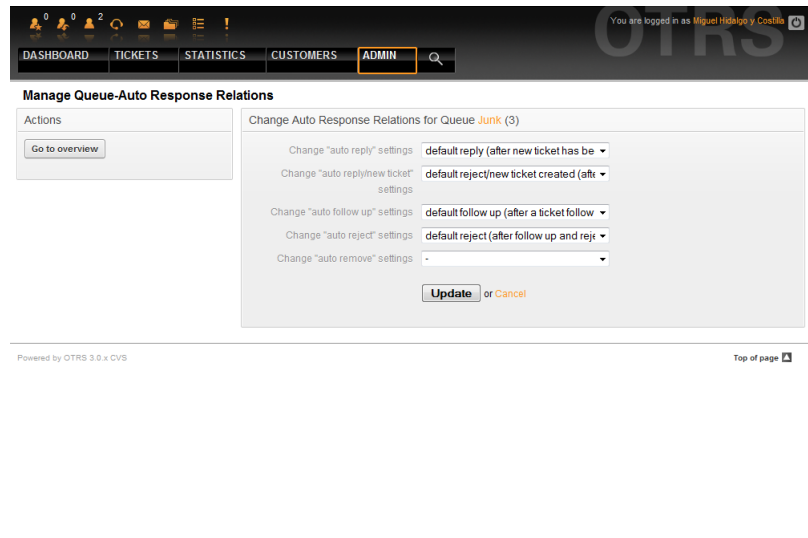 0 0 2
OTRS
You are logged in as Miguel Hidalgo y Costilla
DASHBOARD TICKETS STATISTICS CUSTOMERS ADMIN
Manage Queue-Auto Response Relations
Actions
Go to overview
Change Auto Response Relations for Queue Junk (3)
Change "auto reply" settings default reply (after new ticket has be
Change "auto reply/new ticket" settings default reject/new ticket created (afte
Change "auto follow up" settings default follow up (after a ticket follow
Change "auto reject" settings default reject (after follow up and reje
Change "auto remove" settings -
Update or Cancel
Powered by OTRS 3.0.x CVS
Top of page